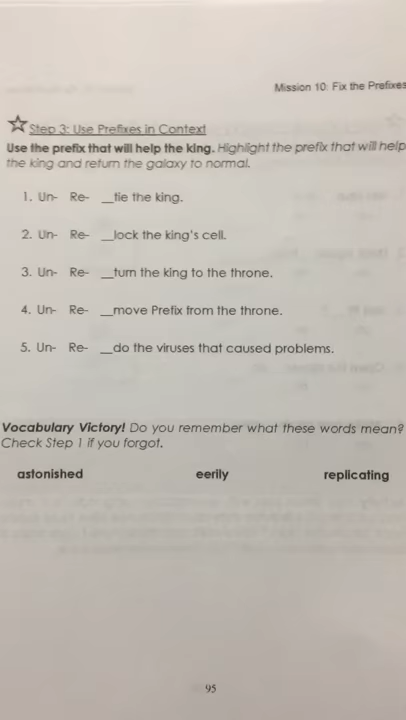 Mission 10: Fix the Prefixes
Step 3: Use Prefixes in Context
Use the prefix that will help the king. Highlight the prefix that will help
the king and return the galaxy to normal.
1. Un- Re- __tie the king.
2. Un- Re- __lock the king's cell.
3. Un- Re- __turn the king to the throne.
4. Un- Re- __move Prefix from the throne.
5. Un- Re- __do the viruses that caused problems.
Vocabulary Victory! Do you remember what these words mean?
Check Step 1 if you forgot.
astonished eerily replicating
95